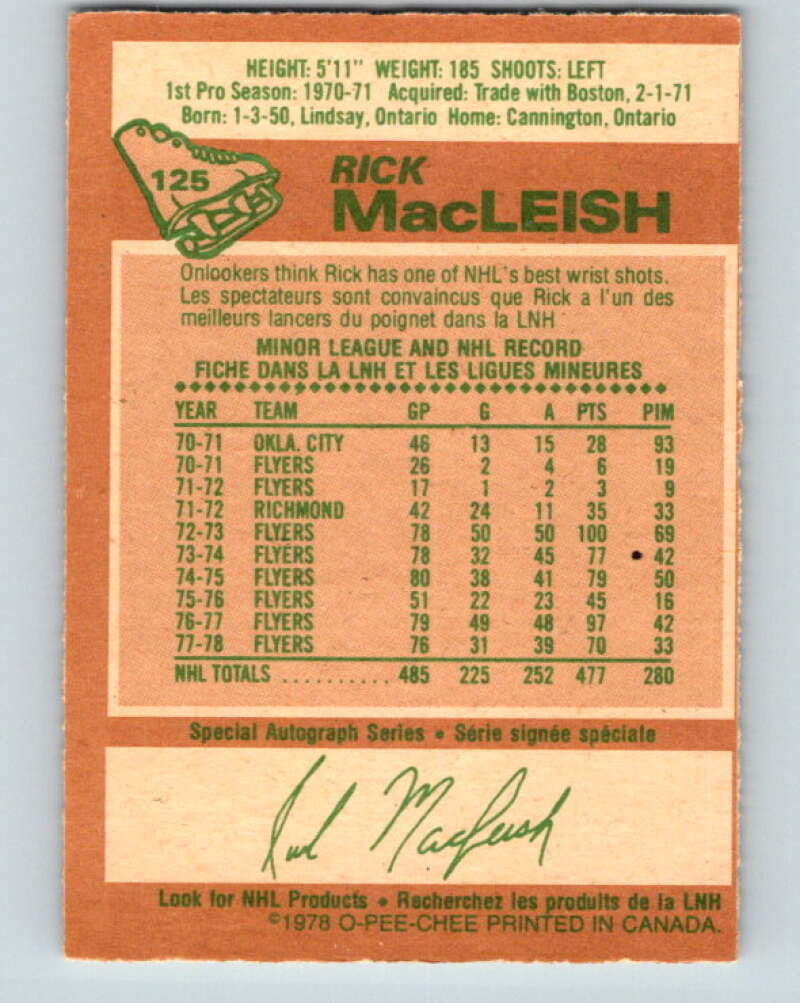 HEIGHT: 5'11" WEIGHT: 185 SHOOTS: LEFT
1st Pro Season: 1970-71 Acquired: Trade with Boston, 2-1-71
Born: 1-3-50, Lindsay, Ontario Home: Cannington, Ontario
125
RICK
MacLEISH
Onlookers think Rick has one of NHL's best wrist shots.
Les spectateurs sont convaincus que Rick a l'un des
meilleurs lancers du poignet dans la LNH
MINOR LEAGUE AND NHL RECORD
FICHE DANS LA LNH ET LES LIGUES MINEURES
YEAR TEAM GP G A PTS PIM
70-71 OKLA. CITY 46 13 15 28 93
70-71 FLYERS 26 2 4 6 19
71-72 FLYERS 17 1 2 3 9
71-72 RICHMOND 42 24 11 35 33
72-73 FLYERS 78 50 50 100 69
73-74 FLYERS 78 32 45 77 42
74-75 FLYERS 80 38 41 79 50
75-76 FLYERS 51 22 23 45 16
76-77 FLYERS 79 49 48 97 42
77-78 FLYERS 76 31 39 70 33
NHL TOTALS .......... 485 225 252 477 280
Special Autograph Series • Série signée spéciale
Rick MacLeish
Look for NHL Products • Recherchez les produits de la LNH
©1978 O-PEE-CHEE PRINTED IN CANADA.